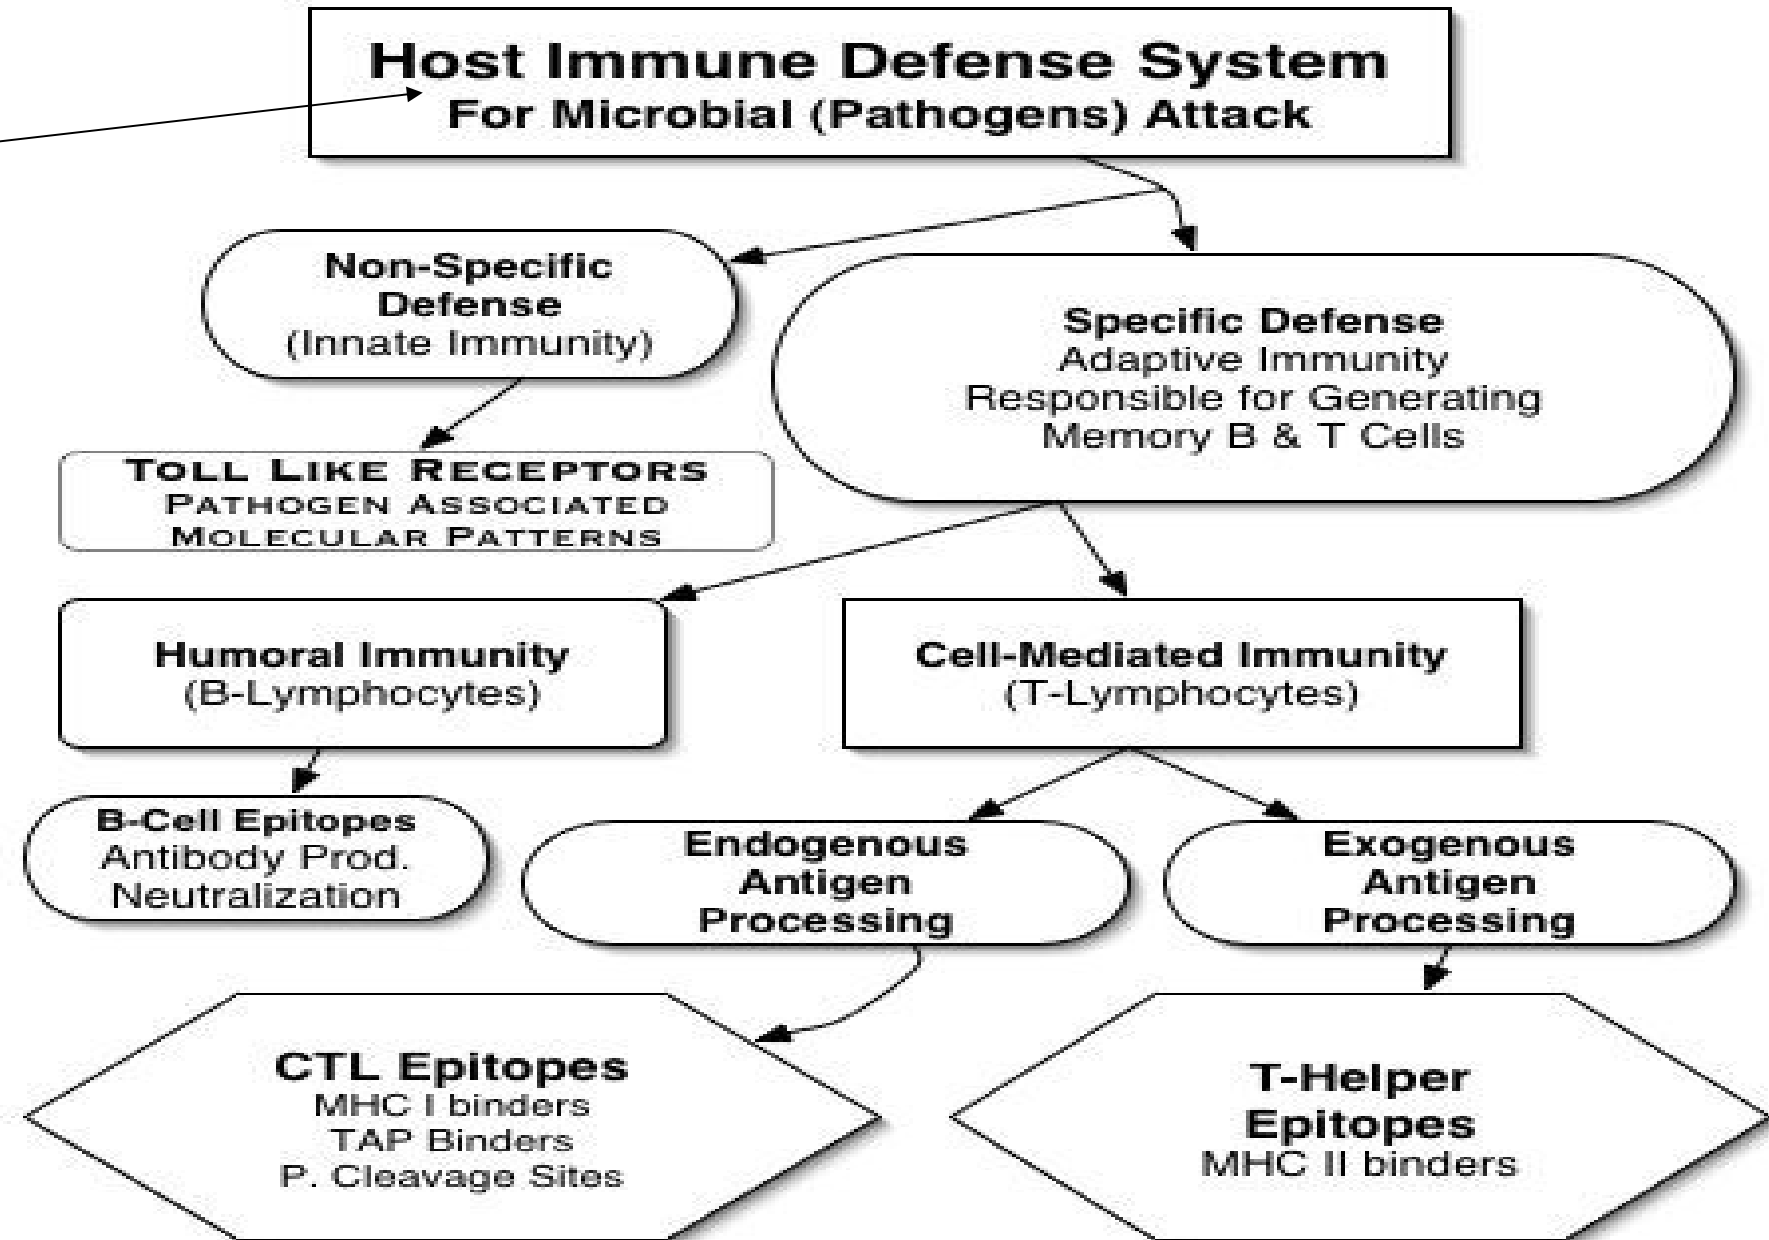 Host Immune Defense System
For Microbial (Pathogens) Attack
Non-Specific
Defense
(Innate Immunity)
Specific Defense
Adaptive Immunity
Responsible for Generating
Memory B & T Cells
TOLL LIKE RECEPTORS
PATHOGEN ASSOCIATED
MOLECULAR PATTERNS
Humoral Immunity
(B-Lymphocytes)
Cell-Mediated Immunity
(T-Lymphocytes)
B-Cell Epitopes
Antibody Prod.
Neutralization
Endogenous
Antigen
Processing
Exogenous
Antigen
Processing
CTL Epitopes
MHC I binders
TAP Binders
P. Cleavage Sites
T-Helper
Epitopes
MHC II binders